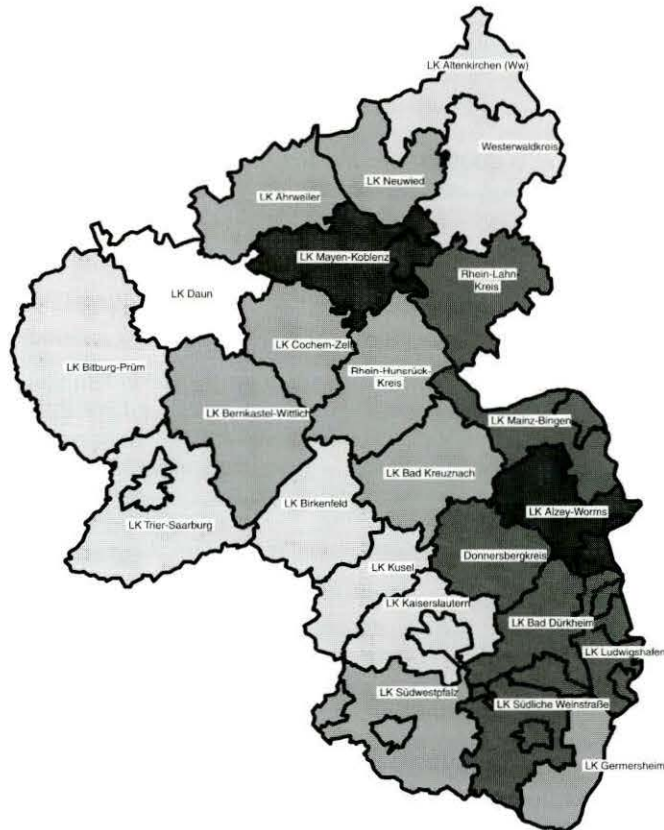 LK Altenkirchen (Ww)
Westerwaldkreis
LK Neuwied
LK Ahrweiler
LK Mayen-Koblenz
Rhein-Lahn-
Kreis
LK Daun
LK Cochem-Zell
LK Bitburg-Prüm
Rhein-Hunsrück-
Kreis
LK Bernkastel-Wittlich
LK Mainz-Bingen
LK Bad Kreuznach
LK Birkenfeld
LK Alzey-Worms
LK Trier-Saarburg
Donnersbergkreis
LK Kusel
LK Kaiserslautern
LK Bad Dürkheim
LK Ludwigshafen
LK Südwestpfalz
LK Südliche Weinstraße
LK Germersheim